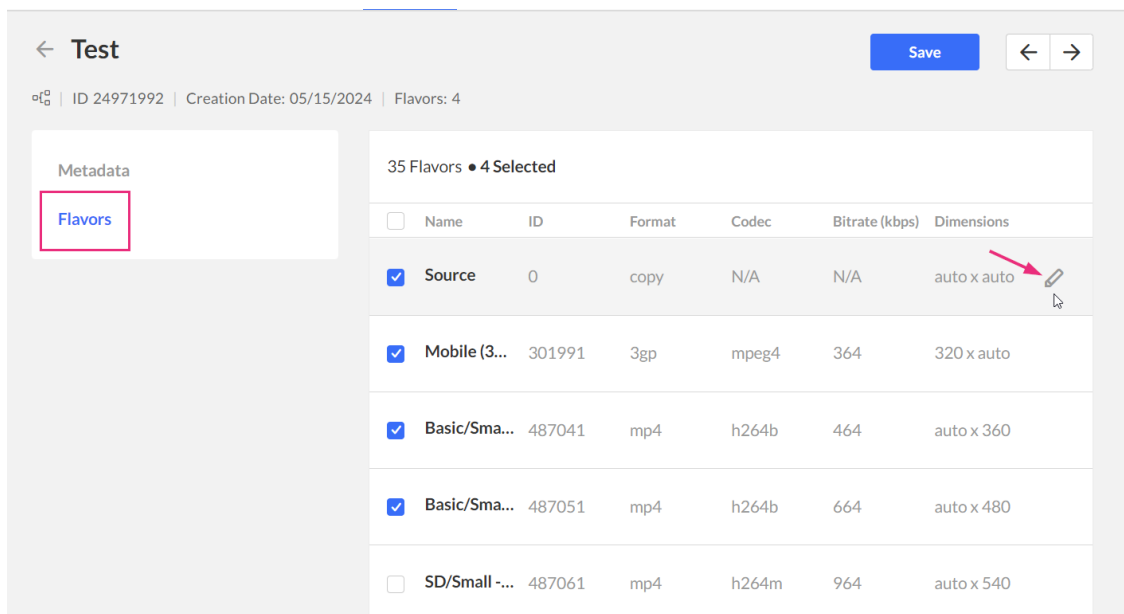 Test
Save
ID 24971992 | Creation Date: 05/15/2024 | Flavors: 4
Metadata
Flavors
35 Flavors ● 4 Selected
Name ID Format Codec Bitrate (kbps) Dimensions
Source 0 copy N/A N/A auto x auto
Mobile (3... 301991 3gp mpeg4 364 320 x auto
Basic/Sma... 487041 mp4 h264b 464 auto x 360
Basic/Sma... 487051 mp4 h264b 664 auto x 480
SD/Small -... 487061 mp4 h264m 964 auto x 540